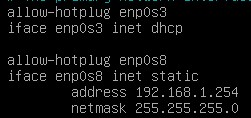 allow-hotplug enp0s3
iface enp0s3 inet dhcp
allow-hotplug enp0s8
iface enp0s8 inet static
address 192.168.1.254
netmask 255.255.255.0